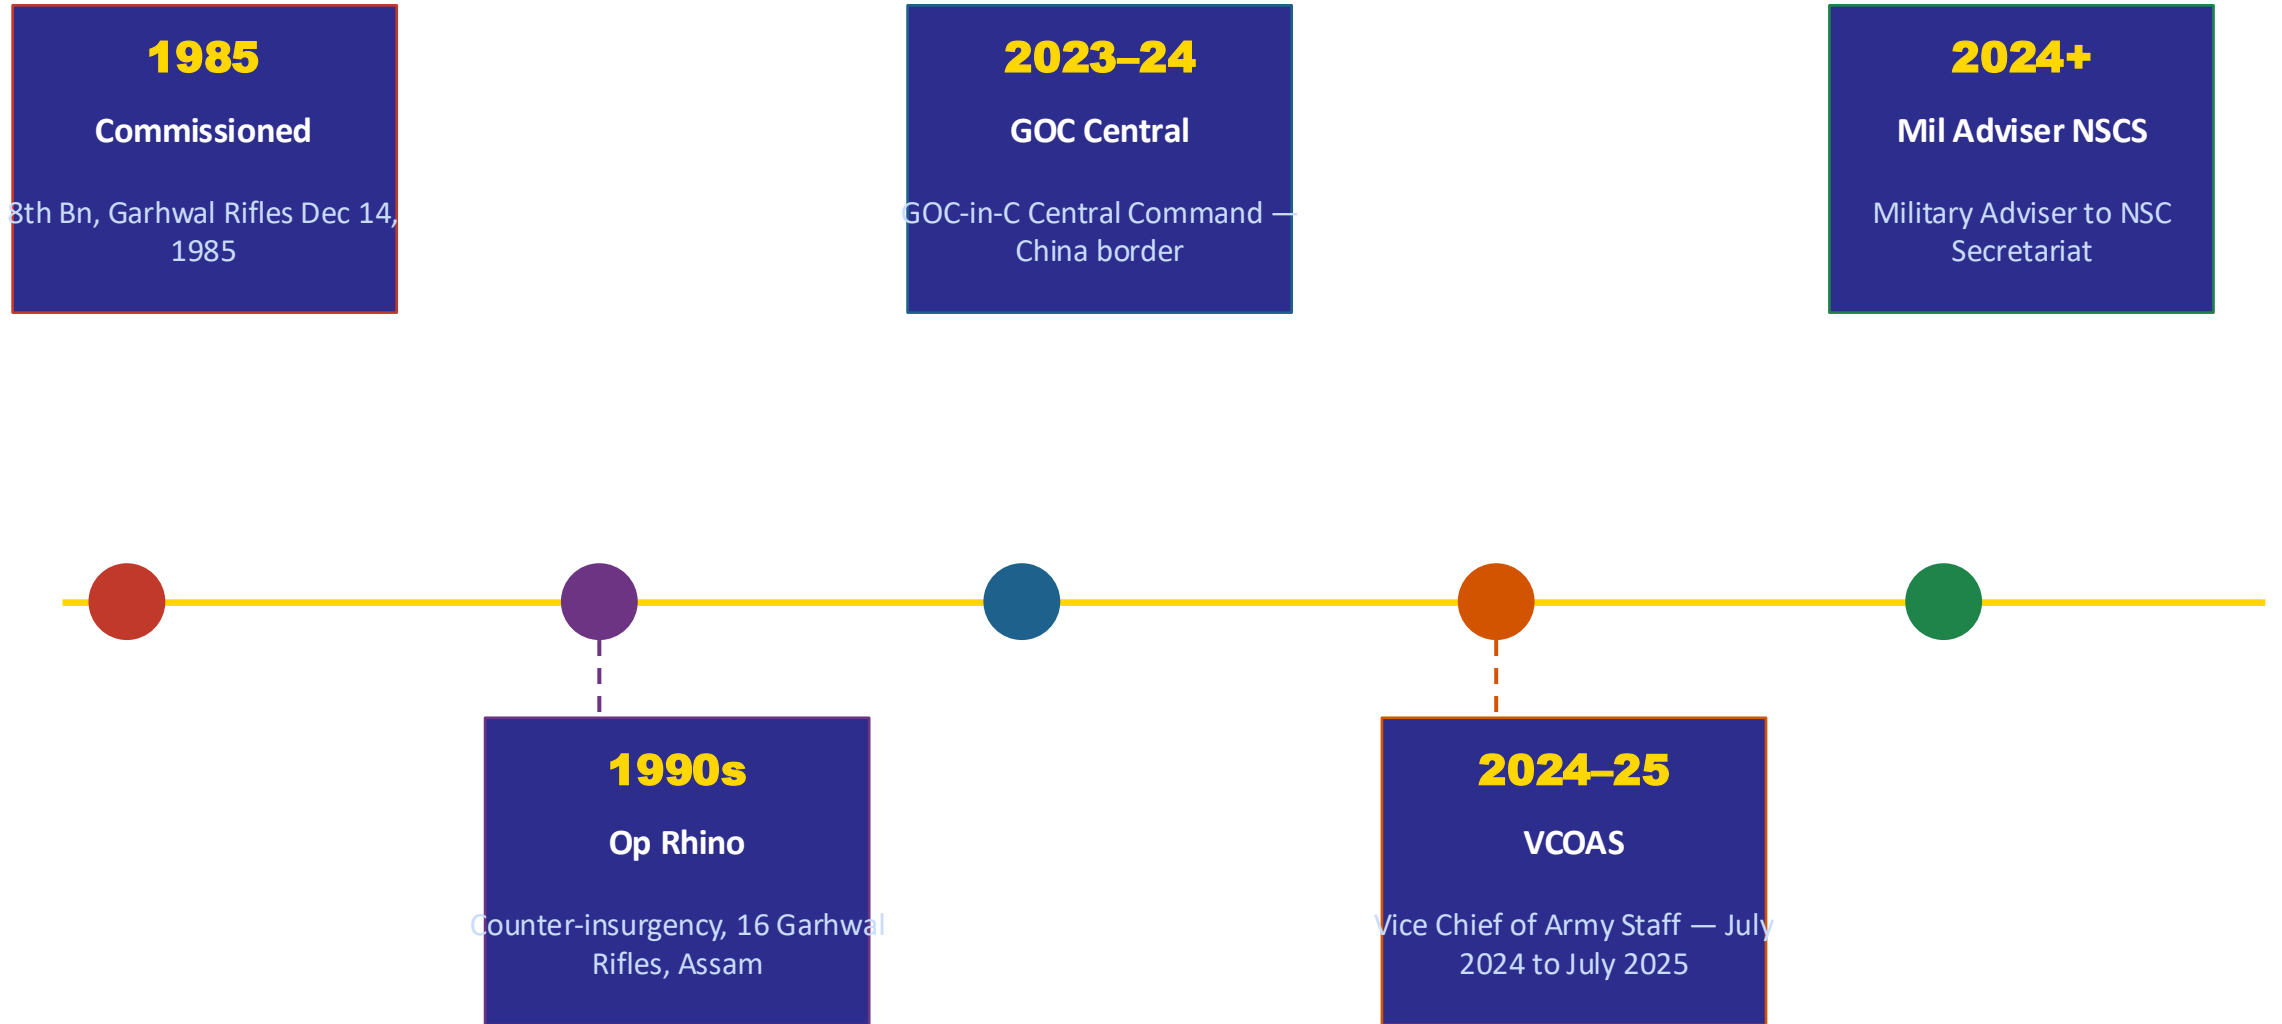 1985
Commissioned
8th Bn, Garhwal Rifles Dec 14,
1985
2023–24
GOC Central
GOC-in-C Central Command —
China border
2024+
Mil Adviser NSCS
Military Adviser to NSC
Secretariat
1990s
Op Rhino
Counter-insurgency, 16 Garhwal
Rifles, Assam
2024–25
VCOAS
Vice Chief of Army Staff — July
2024 to July 2025